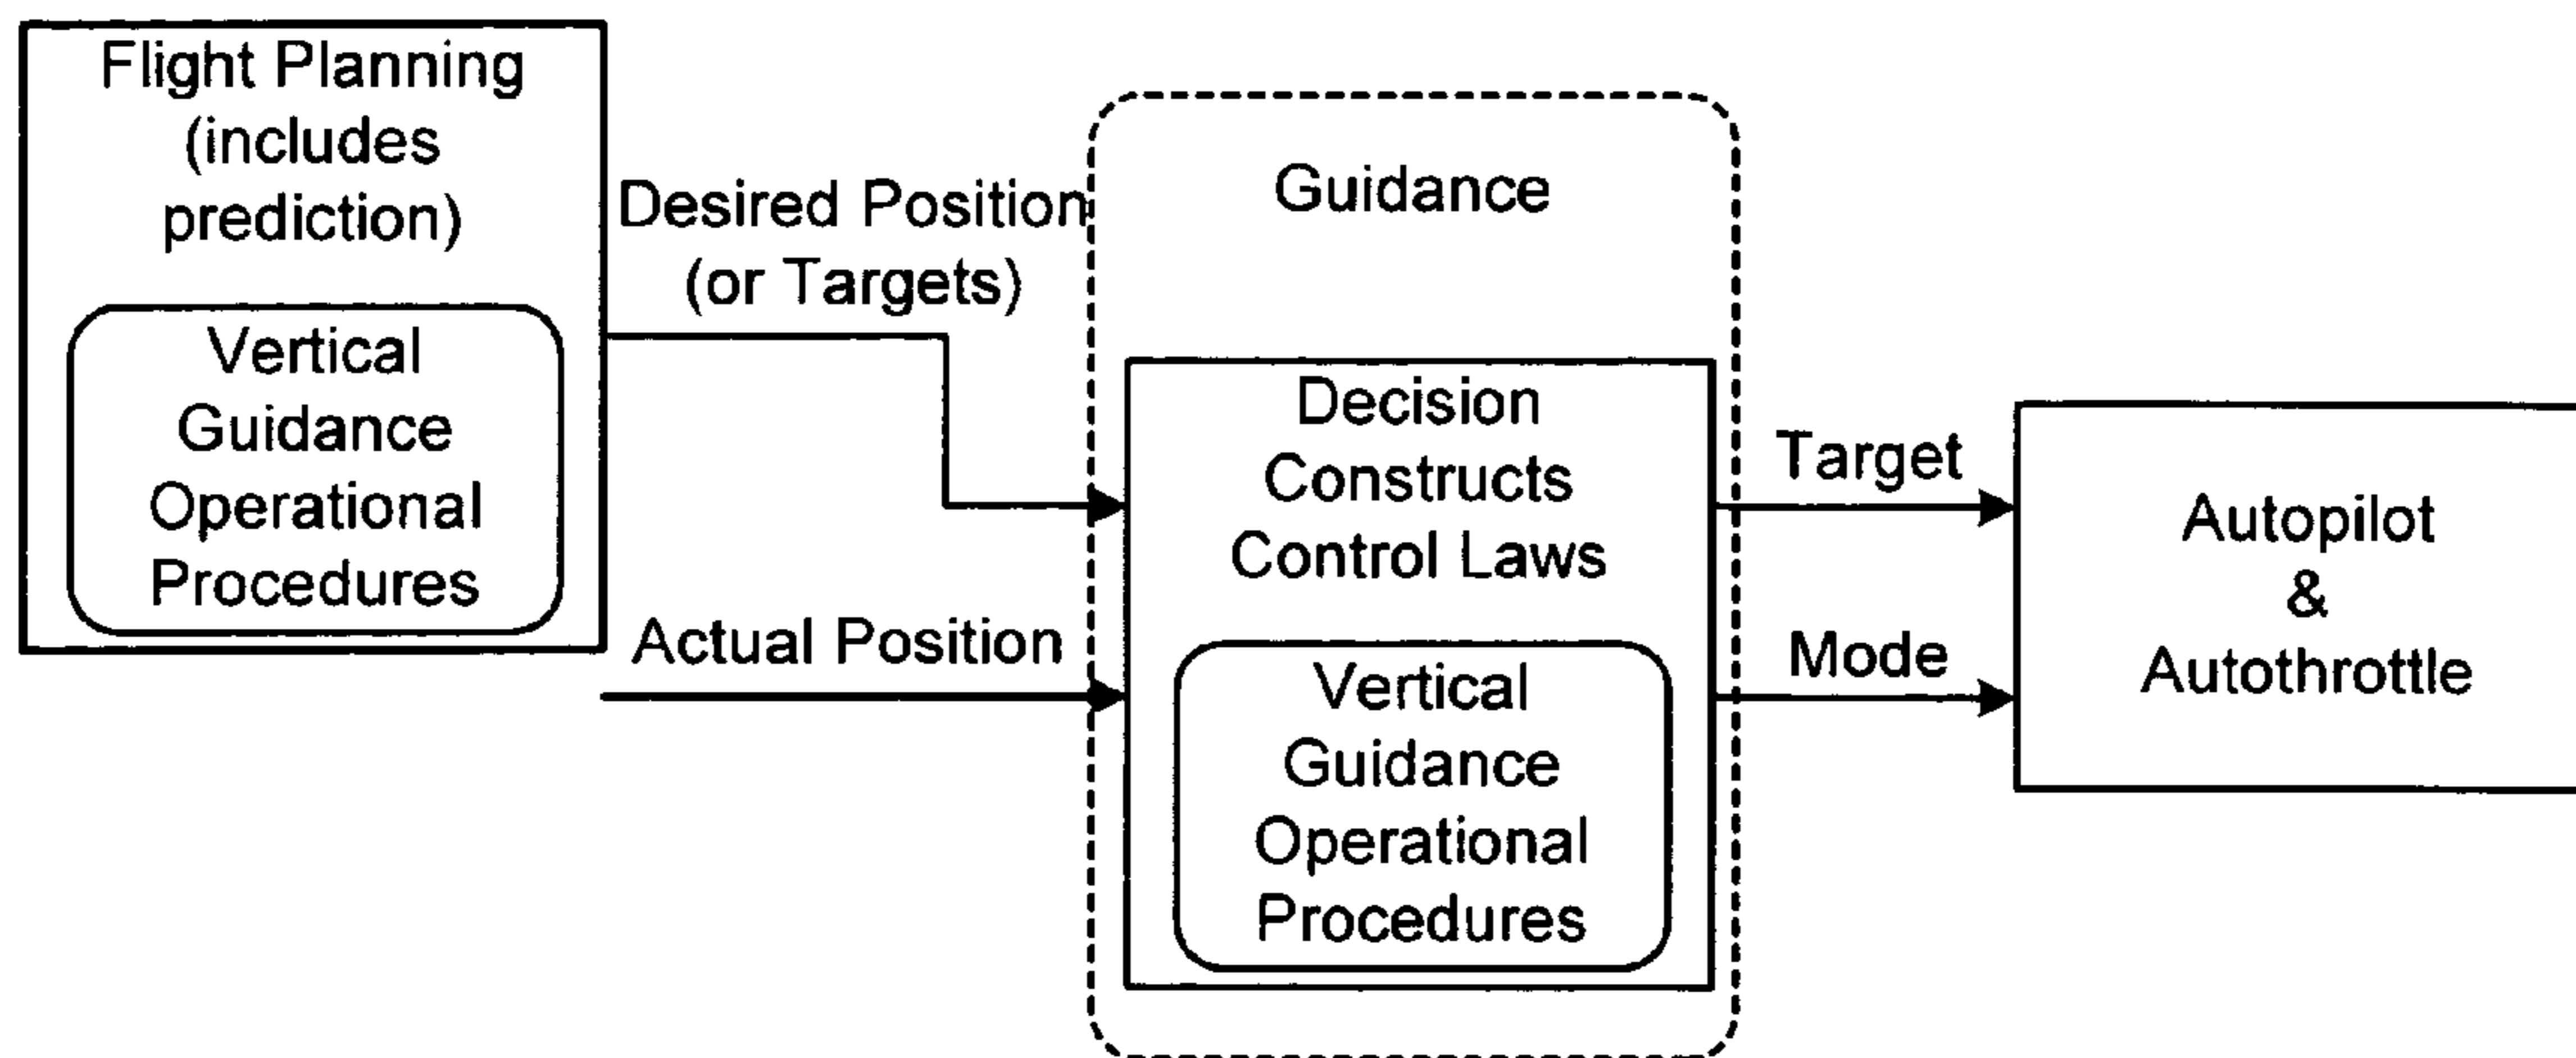 Flight Planning
(includes
prediction)
Vertical
Guidance
Operational
Procedures
Desired Position
(or Targets)
Actual Position
Guidance
Decision
Constructs
Control Laws
Vertical
Guidance
Operational
Procedures
Target
Mode
Autopilot
&
Autothrottle